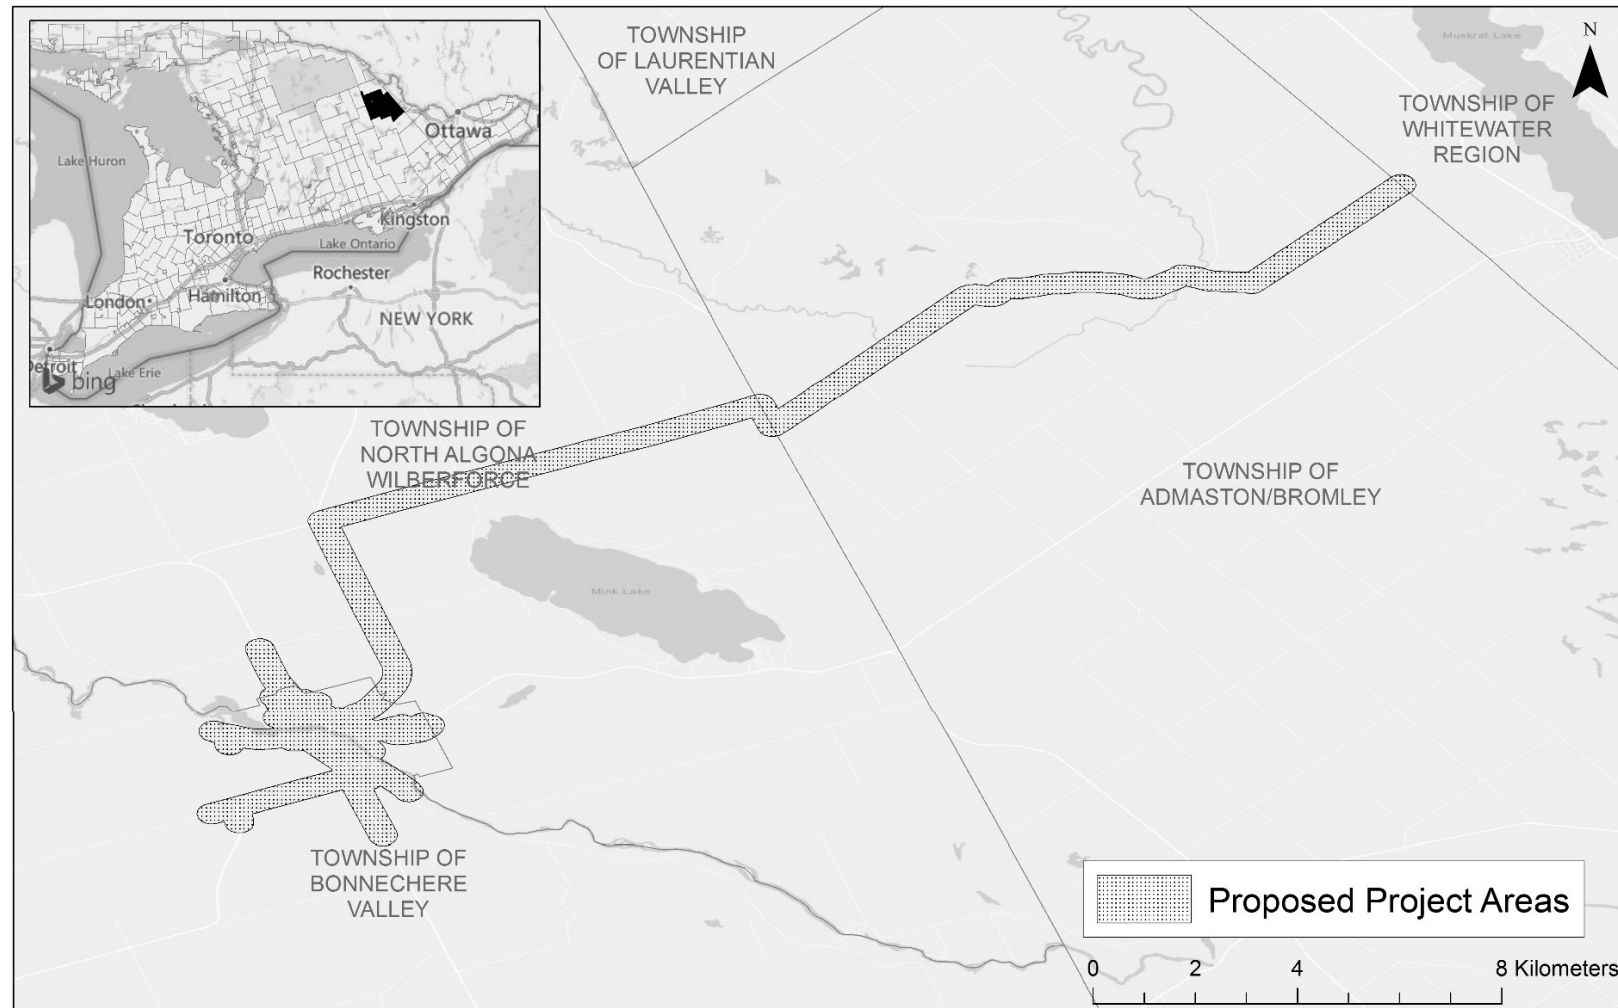 TOWNSHIP
OF LAURENTIAN
VALLEY
Muskrat Lake
N
TOWNSHIP OF
WHITEWATER
REGION
Ottawa
Lake Huron
Kingston
Toronto
Lake Ontario
Rochester
Hamilton
London
NEW YORK
Detroit
Lake Erie
bing
TOWNSHIP OF
NORTH ALGONA
WILBERFORCE
TOWNSHIP OF
ADMASTON/BROMLEY
Mink Lake
TOWNSHIP OF
BONNECHERE
VALLEY
Proposed Project Areas
0 2 4 8 Kilometers